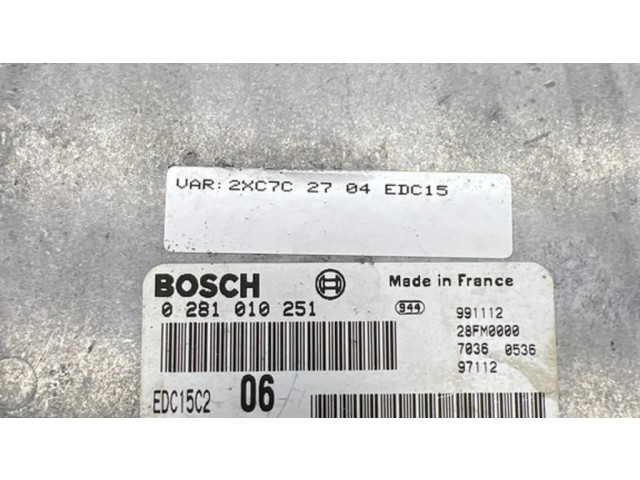 VAR: 2XC7C 27 04 EDC15
BOSCH Made in France
0 281 010 251 944 991112
28FM0000
7036 0536
97112
EDC15C2 06